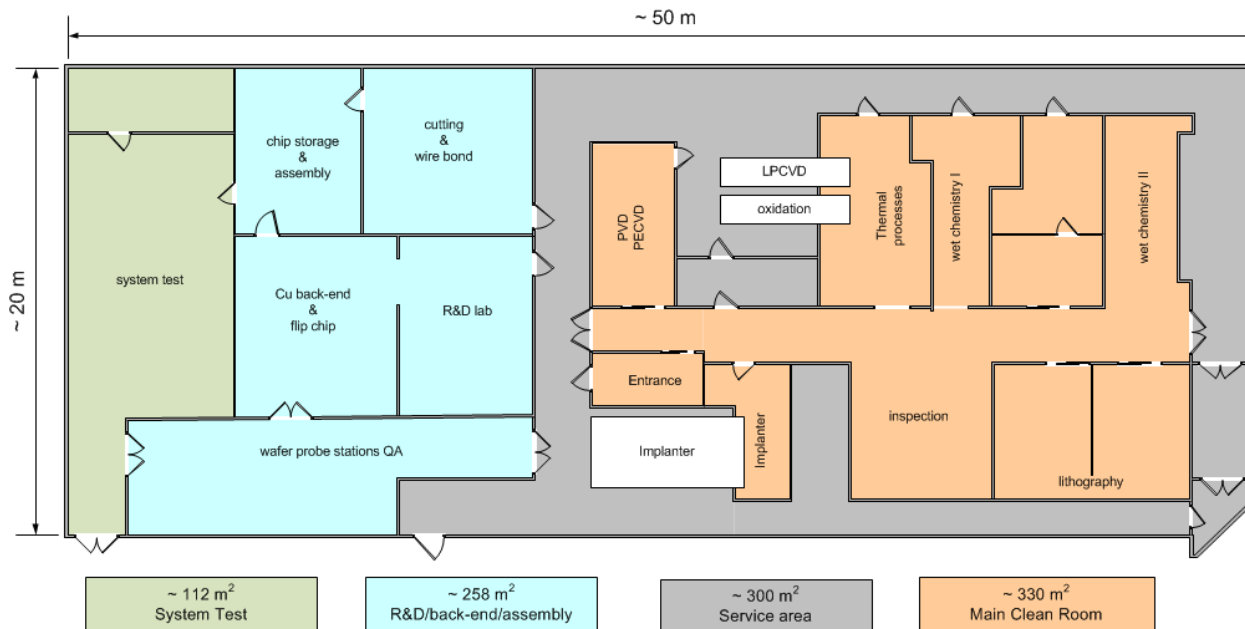 ~ 50 m
~ 20 m
cutting
&
wire bond
chip storage
&
assembly
LPCVD
oxidation
PVD
PECVD
Thermal
processes
wet chemistry I
wet chemistry II
system test
Cu back-end
&
flip chip
R&D lab
Entrance
inspection
wafer probe stations QA
Implanter
Implanter
lithography
~ 112 m²
System Test
~ 258 m²
R&D/back-end/assembly
~ 300 m²
Service area
~ 330 m²
Main Clean Room